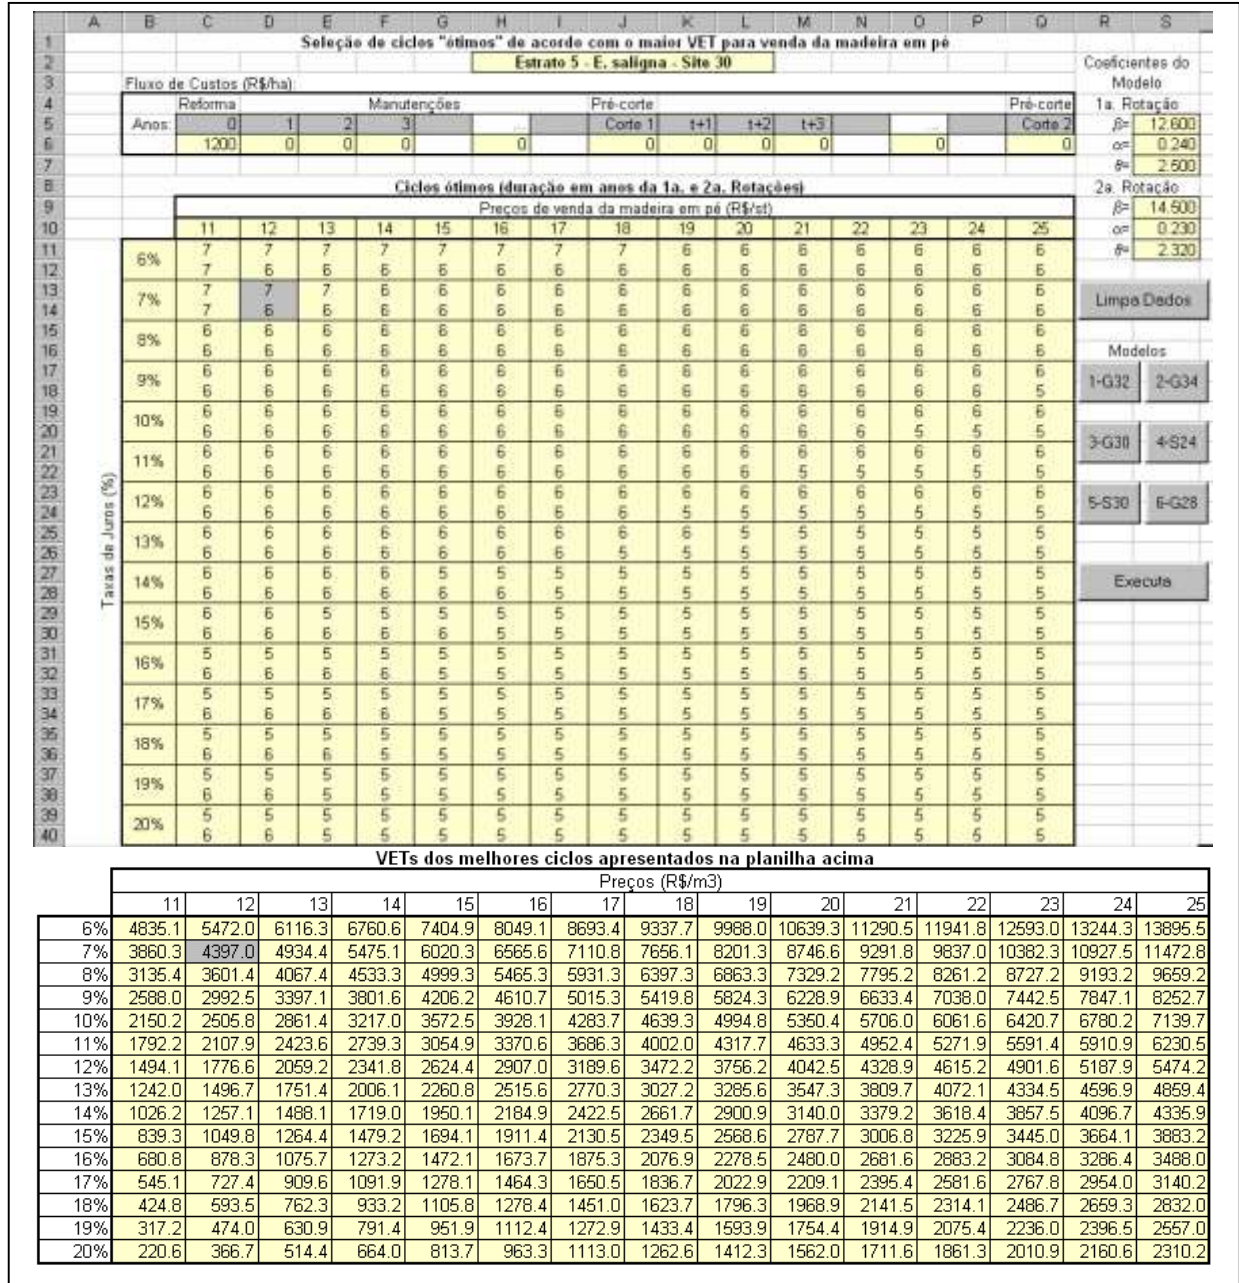 A B C D E F G H I J K L M N O P Q R S
1 Seleção de ciclos "ótimos" de acordo com o maior VET para venda da madeira em pé
2 Estrato 5 - E. saligna - Site 30 Coeficientes do
3 Fluxo de Custos (R$/ha): Modelo
4 Reforma Manutenções Pré-corte Pré-corte 1a. Rotação
5 Anos: 0 1 2 3 ... Corte 1 t+1 t+2 t+3 ... Corte 2 β= 12.600
6 1200 0 0 0 0 0 0 0 0 0 0 α= 0.240
7 θ= 2.500
8 Ciclos ótimos (duração em anos da 1a. e 2a. Rotações) 2a. Rotação
9 Preços de venda da madeira em pé (R$/st) β= 14.500
10 11 12 13 14 15 16 17 18 19 20 21 22 23 24 25 α= 0.230
11 6% 7 7 7 7 7 7 7 7 6 6 6 6 6 6 6 θ= 2.320
12 7 6 6 6 6 6 6 6 6 6 6 6 6 6 6
13 7% 7 7 7 6 6 6 6 6 6 6 6 6 6 6 6
14 7 6 6 6 6 6 6 6 6 6 6 6 6 6 6
Limpa Dados
15 8% 6 6 6 6 6 6 6 6 6 6 6 6 6 6 6
16 6 6 6 6 6 6 6 6 6 6 6 6 6 6 6 Modelos
17 9% 6 6 6 6 6 6 6 6 6 6 6 6 6 6 6
18 6 6 6 6 6 6 6 6 6 6 6 6 6 6 5
1-G32 2-G34
19 10% 6 6 6 6 6 6 6 6 6 6 6 6 6 6 6
20 6 6 6 6 6 6 6 6 6 6 6 6 5 5 5
3-G30 4-S24
21 11% 6 6 6 6 6 6 6 6 6 6 6 6 6 6 6
22 6 6 6 6 6 6 6 6 6 6 5 5 5 5 5
23 12% 6 6 6 6 6 6 6 6 6 6 6 6 6 6 6
24 6 6 6 6 6 6 6 6 5 5 5 5 5 5 5
5-S30 6-G28
25 13% 6 6 6 6 6 6 6 6 6 5 5 5 5 5 5
26 6 6 6 6 6 6 6 5 5 5 5 5 5 5 5
27 14% 6 6 6 6 5 5 5 5 5 5 5 5 5 5 5
28 6 6 6 6 6 6 5 5 5 5 5 5 5 5 5
Executa
29 15% 6 6 5 5 5 5 5 5 5 5 5 5 5 5 5
30 6 6 6 6 6 5 5 5 5 5 5 5 5 5 5
31 16% 5 5 5 5 5 5 5 5 5 5 5 5 5 5 5
32 6 6 6 6 5 5 5 5 5 5 5 5 5 5 5
33 17% 5 5 5 5 5 5 5 5 5 5 5 5 5 5 5
34 6 6 6 6 5 5 5 5 5 5 5 5 5 5 5
35 18% 5 5 5 5 5 5 5 5 5 5 5 5 5 5 5
36 6 6 6 5 5 5 5 5 5 5 5 5 5 5 5
37 19% 5 5 5 5 5 5 5 5 5 5 5 5 5 5 5
38 6 6 5 5 5 5 5 5 5 5 5 5 5 5 5
39 20% 5 5 5 5 5 5 5 5 5 5 5 5 5 5 5
40 6 6 5 5 5 5 5 5 5 5 5 5 5 5 5
Taxas de Juros (%)
VETs dos melhores ciclos apresentados na planilha acima
Preços (R$/m3)
11 12 13 14 15 16 17 18 19 20 21 22 23 24 25
6% 4835.1 5472.0 6116.3 6760.6 7404.9 8049.1 8693.4 9337.7 9988.0 10639.3 11290.5 11941.8 12593.0 13244.3 13895.5
7% 3860.3 4397.0 4934.4 5475.1 6020.3 6565.6 7110.8 7656.1 8201.3 8746.6 9291.8 9837.0 10382.3 10927.5 11472.8
8% 3135.4 3601.4 4067.4 4533.3 4999.3 5465.3 5931.3 6397.3 6863.3 7329.2 7795.2 8261.2 8727.2 9193.2 9659.2
9% 2588.0 2992.5 3397.1 3801.6 4206.2 4610.7 5015.3 5419.8 5824.3 6228.9 6633.4 7038.0 7442.5 7847.1 8252.7
10% 2150.2 2505.8 2861.4 3217.0 3572.5 3928.1 4283.7 4639.3 4994.8 5350.4 5706.0 6061.6 6420.7 6780.2 7139.7
11% 1792.2 2107.9 2423.6 2739.3 3054.9 3370.6 3686.3 4002.0 4317.7 4633.3 4952.4 5271.9 5591.4 5910.9 6230.5
12% 1494.1 1776.6 2059.2 2341.8 2624.4 2907.0 3189.6 3472.2 3756.2 4042.5 4328.9 4615.2 4901.6 5187.9 5474.2
13% 1242.0 1496.7 1751.4 2006.1 2260.8 2515.6 2770.3 3027.2 3285.6 3547.3 3809.7 4072.1 4334.5 4596.9 4859.4
14% 1026.2 1257.1 1488.1 1719.0 1950.1 2184.9 2422.5 2661.7 2900.9 3140.0 3379.2 3618.4 3857.5 4096.7 4335.9
15% 839.3 1049.8 1264.4 1479.2 1694.1 1911.4 2130.5 2349.5 2568.6 2787.7 3006.8 3225.9 3445.0 3664.1 3883.2
16% 680.8 878.3 1075.7 1273.2 1472.1 1673.7 1875.3 2076.9 2278.5 2480.0 2681.6 2883.2 3084.8 3286.4 3488.0
17% 545.1 727.4 909.6 1091.9 1278.1 1464.3 1650.5 1836.7 2022.9 2209.1 2395.4 2581.6 2767.8 2954.0 3140.2
18% 424.8 593.5 762.3 933.2 1105.8 1278.4 1451.0 1623.7 1796.3 1968.9 2141.5 2314.1 2486.7 2659.3 2832.0
19% 317.2 474.0 630.9 791.4 951.9 1112.4 1272.9 1433.4 1593.9 1754.4 1914.9 2075.4 2236.0 2396.5 2557.0
20% 220.6 366.7 514.4 664.0 813.7 963.3 1113.0 1262.6 1412.3 1562.0 1711.6 1861.3 2010.9 2160.6 2310.2